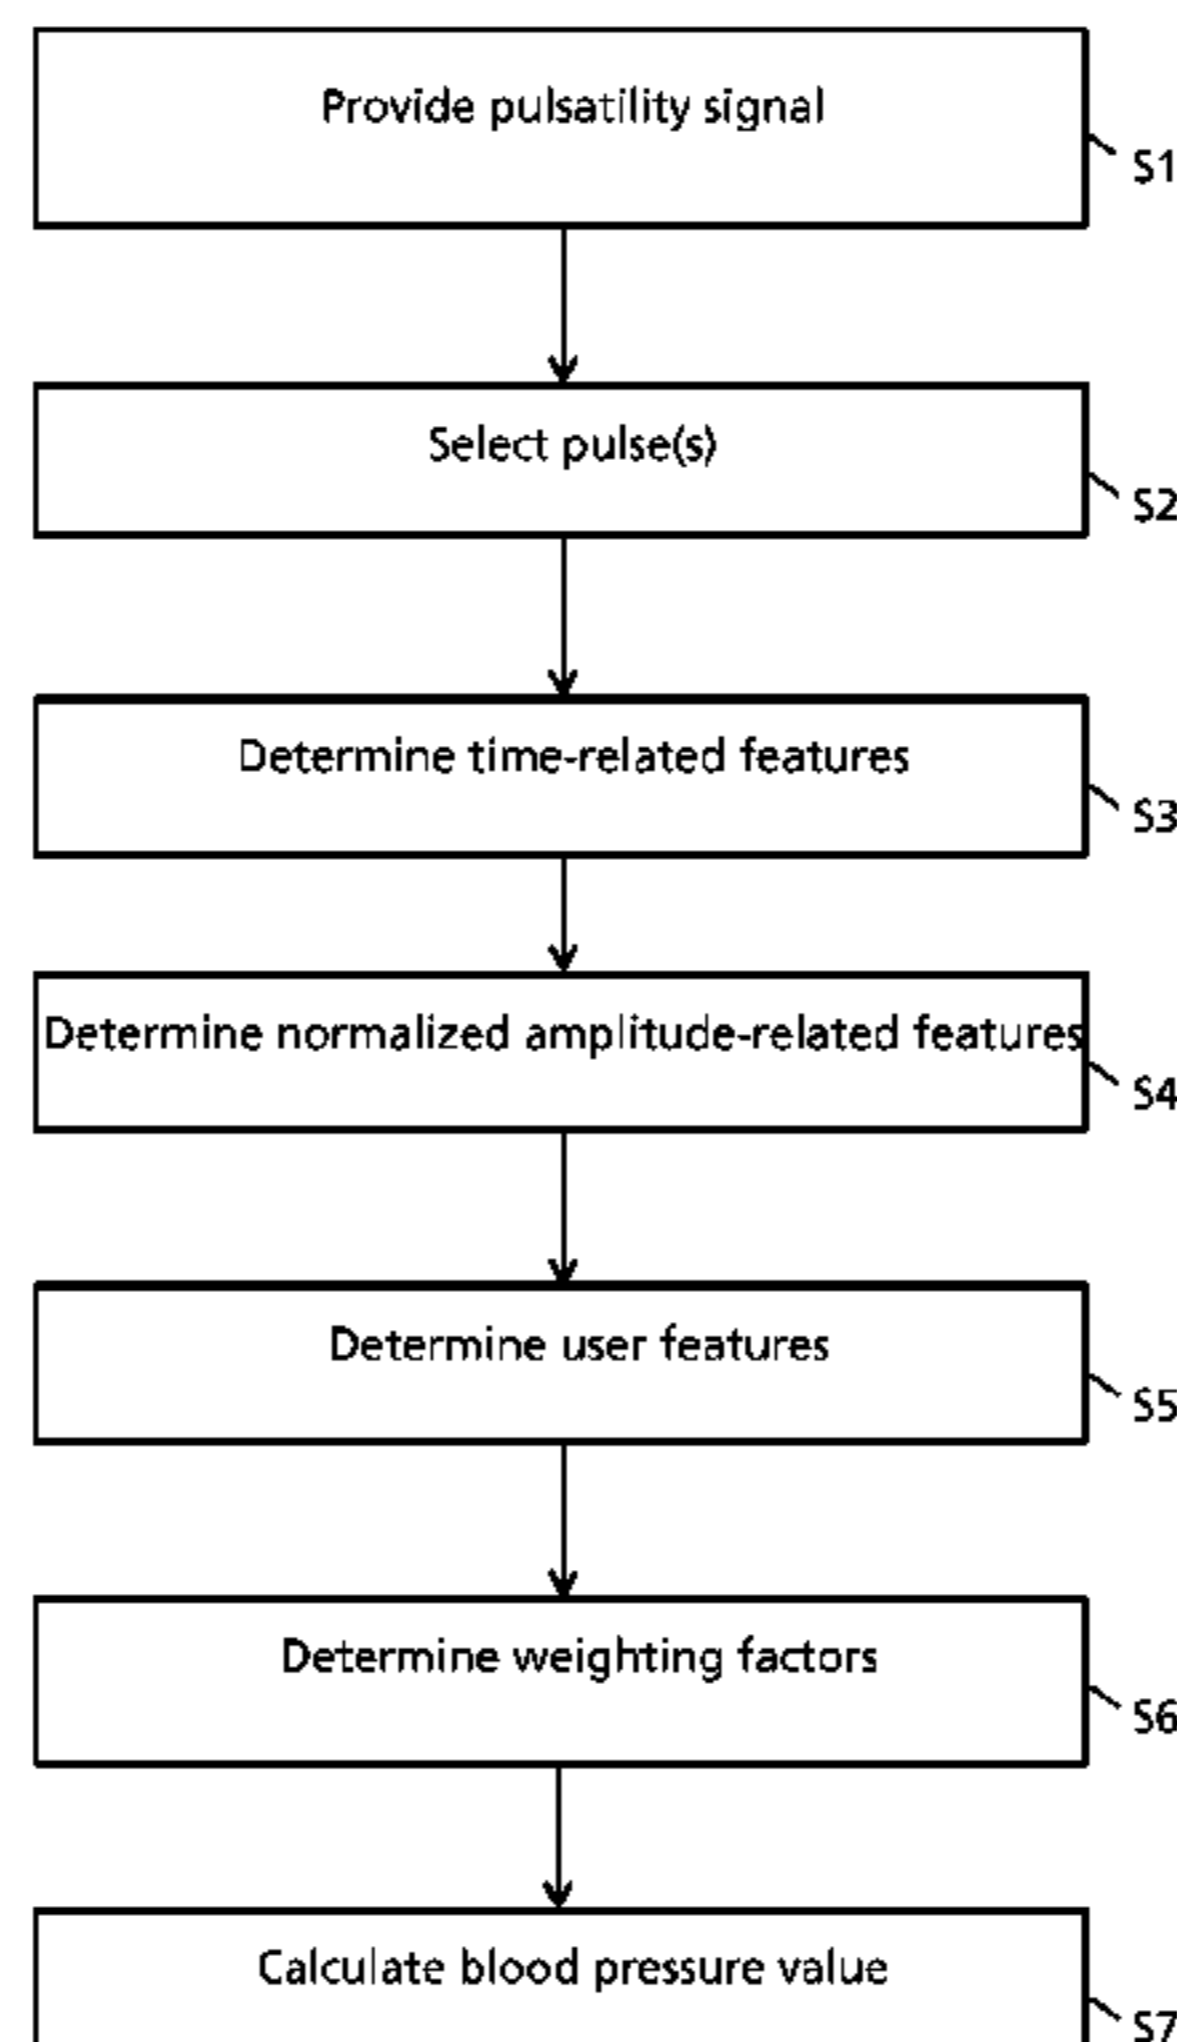 Provide pulsatility signal
S1
Select pulse(s)
S2
Determine time-related features
S3
Determine normalized amplitude-related features
S4
Determine user features
S5
Determine weighting factors
S6
Calculate blood pressure value
S7